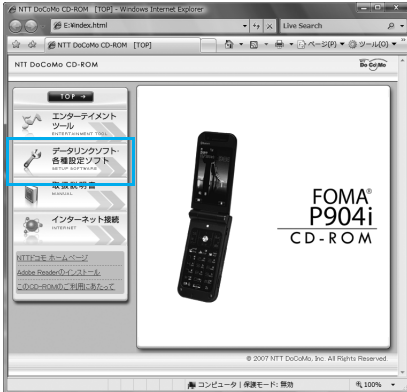 NTT DoCoMo CD-ROM [TOP] - Windows Internet Explorer
E:¥index.html
Live Search
NTT DoCoMo CD-ROM [TOP]
ページ(P)
ツール(O)
NTT DoCoMo CD-ROM
DoCoMo
TOP →
エンターテイメント
ツール
ENTERTAINMENT TOOL
データリンクソフト・
各種設定ソフト
SETUP SOFTWARE
取扱説明書
MANUAL
インターネット接続
INTERNET
NTTドコモ ホームページ
Adobe Readerのインストール
このCD-ROMのご利用にあたって
FOMA®
P904i
CD-ROM
© 2007 NTT DoCoMo, Inc. All Rights Reserved.
コンピュータ | 保護モード: 無効
100%